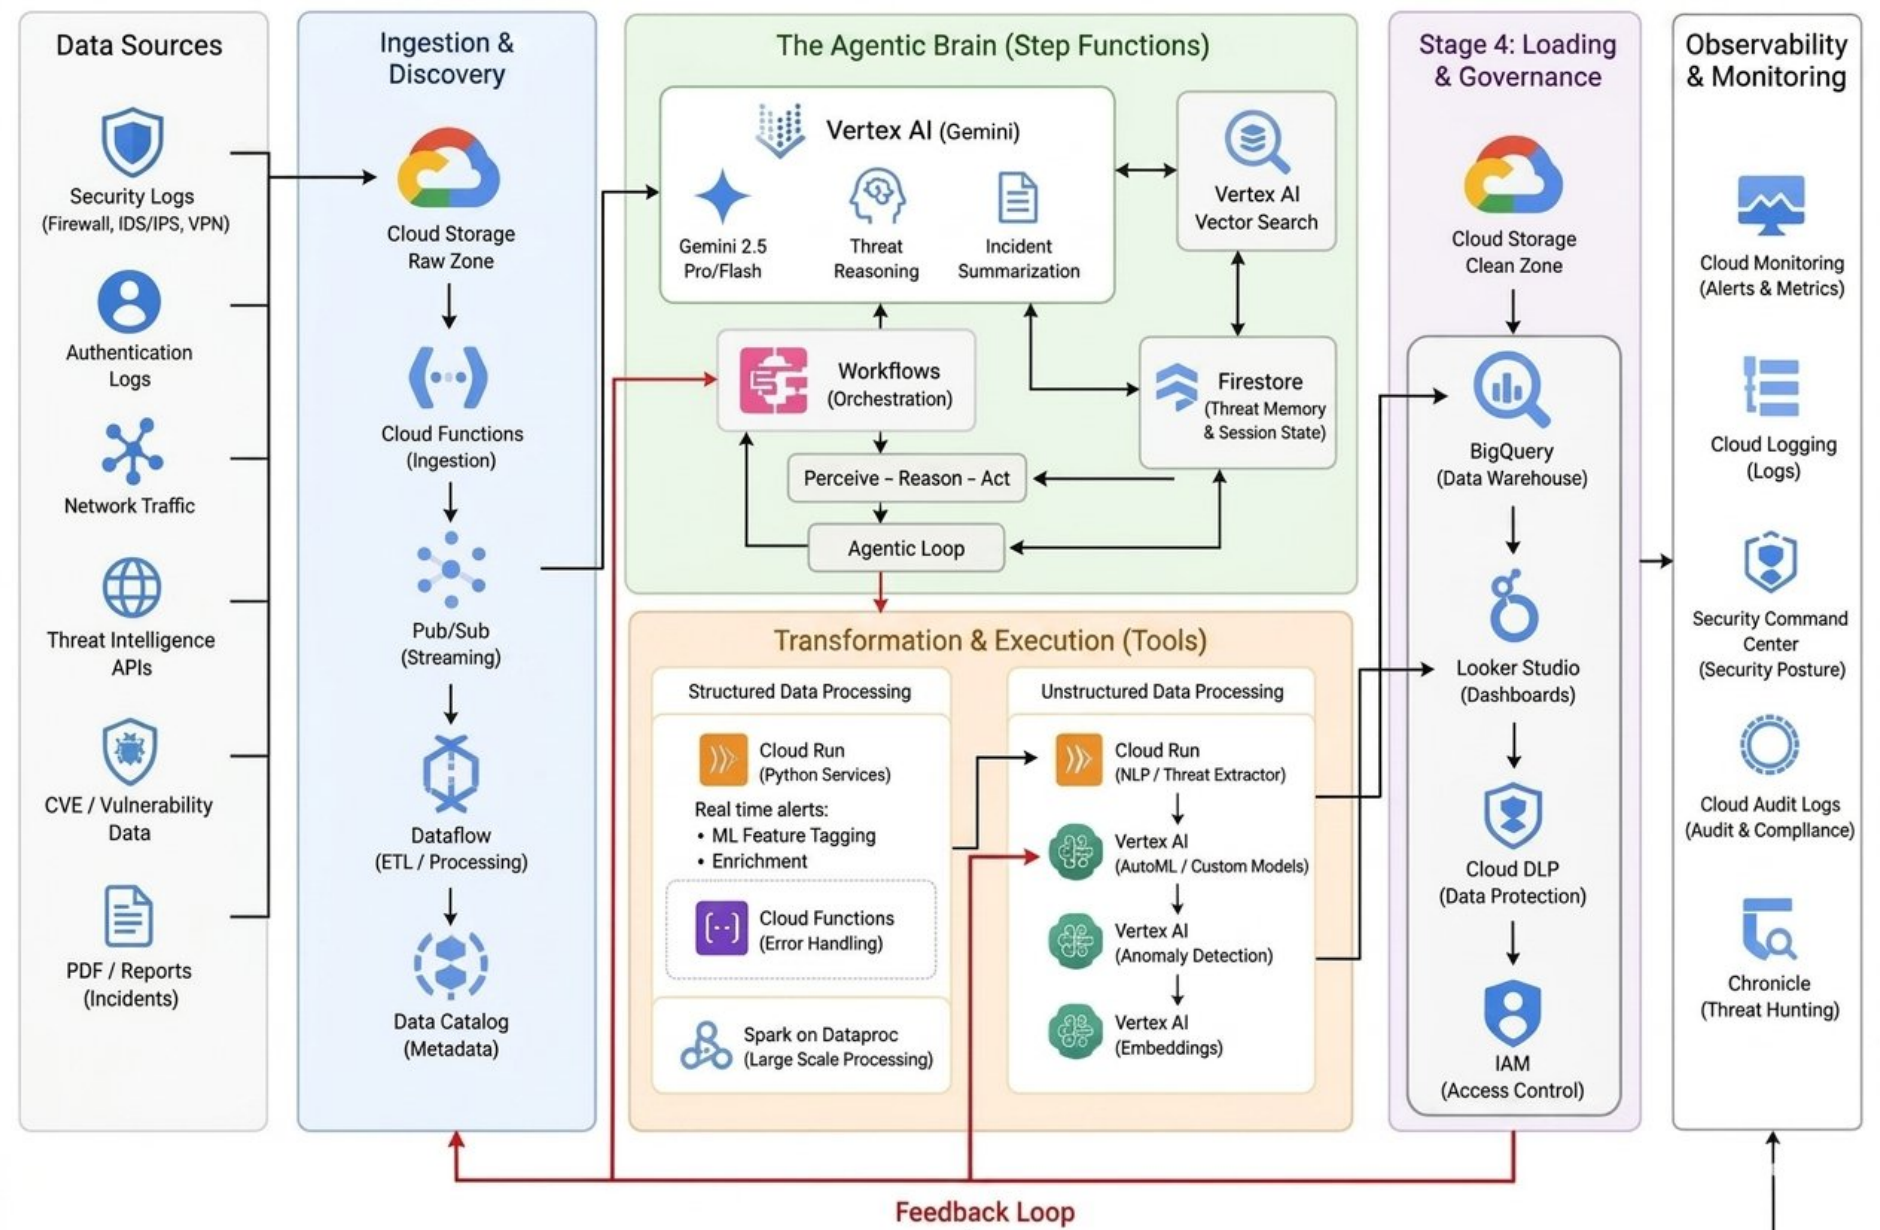 Data Sources
Security Logs
(Firewall, IDS/IPS, VPN)
Authentication
Logs
Network Traffic
Threat Intelligence
APIs
CVE / Vulnerability
Data
PDF / Reports
(Incidents)
Ingestion &
Discovery
Cloud Storage
Raw Zone
Cloud Functions
(Ingestion)
Pub/Sub
(Streaming)
Dataflow
(ETL / Processing)
Data Catalog
(Metadata)
The Agentic Brain (Step Functions)
Vertex AI (Gemini)
Gemini 2.5
Pro/Flash
Threat
Reasoning
Incident
Summarization
Vertex AI
Vector Search
Workflows
(Orchestration)
Firestore
(Threat Memory
& Session State)
Perceive – Reason – Act
Agentic Loop
Transformation & Execution (Tools)
Structured Data Processing
Cloud Run
(Python Services)
Real time alerts:
• ML Feature Tagging
• Enrichment
Cloud Functions
(Error Handling)
Spark on Dataproc
(Large Scale Processing)
Unstructured Data Processing
Cloud Run
(NLP / Threat Extractor)
Vertex AI
(AutoML / Custom Models)
Vertex AI
(Anomaly Detection)
Vertex AI
(Embeddings)
Stage 4: Loading
& Governance
Cloud Storage
Clean Zone
BigQuery
(Data Warehouse)
Looker Studio
(Dashboards)
Cloud DLP
(Data Protection)
IAM
(Access Control)
Observability
& Monitoring
Cloud Monitoring
(Alerts & Metrics)
Cloud Logging
(Logs)
Security Command
Center
(Security Posture)
Cloud Audit Logs
(Audit & Compllance)
Chronicle
(Threat Hunting)
Feedback Loop